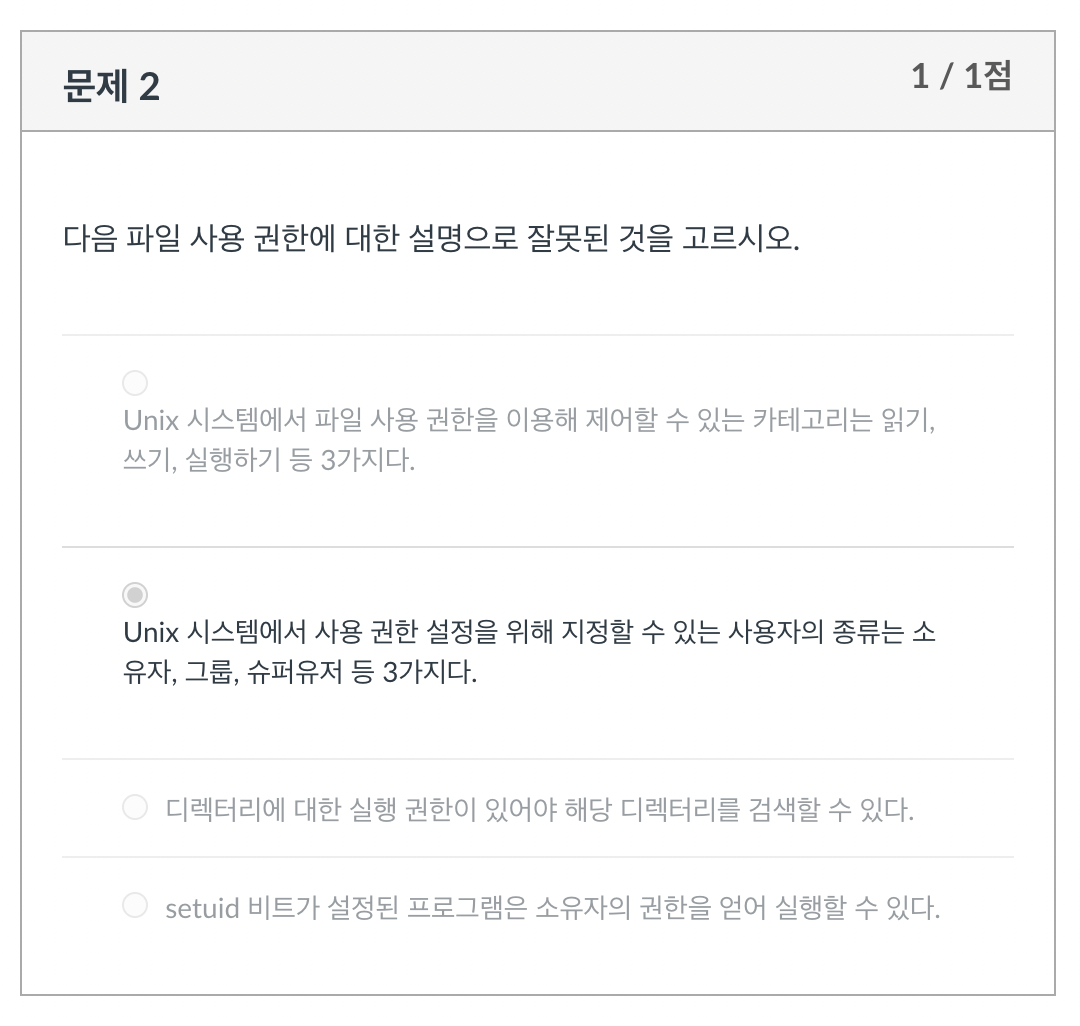 문제 2
1 / 1점
다음 파일 사용 권한에 대한 설명으로 잘못된 것을 고르시오.
Unix 시스템에서 파일 사용 권한을 이용해 제어할 수 있는 카테고리는 읽기,
쓰기, 실행하기 등 3가지다.
Unix 시스템에서 사용 권한 설정을 위해 지정할 수 있는 사용자의 종류는 소
유자, 그룹, 슈퍼유저 등 3가지다.
디렉터리에 대한 실행 권한이 있어야 해당 디렉터리를 검색할 수 있다.
setuid 비트가 설정된 프로그램은 소유자의 권한을 얻어 실행할 수 있다.